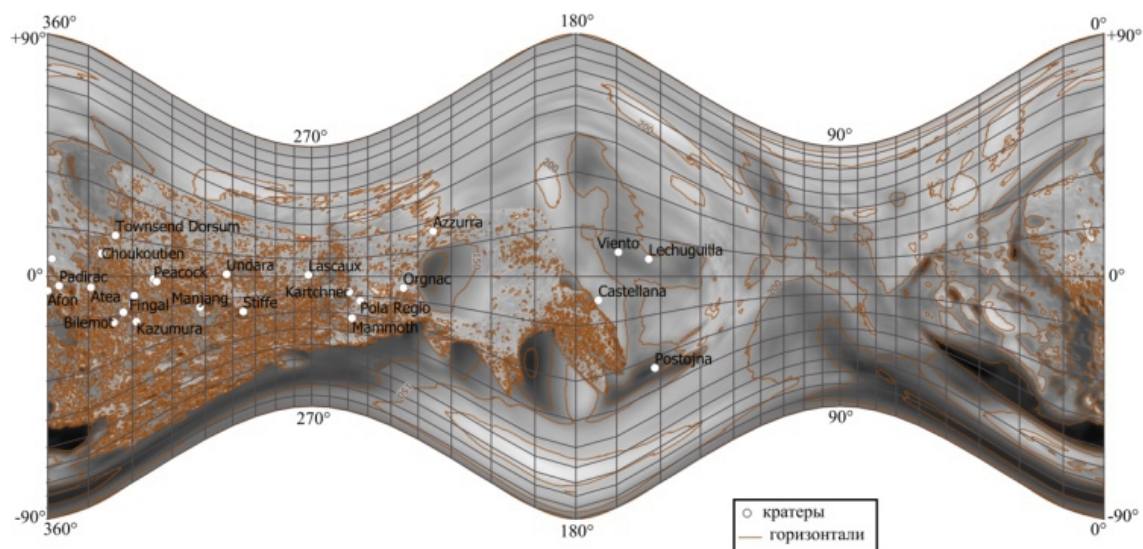 360°
180°
0°
+90°
+90°
270°
90°
200
200
Azzurra
Townsend Dorsum
Viento
Lechuguilla
Choukoutien
Undara
Lascaux
0°
Padirac
Peacock
Orgnac
0°
Afon
Atea
Fingal
Manjang
Kartchner
Castellana
Pola Regio
Bilemot
Kazumura
Stiffe
Mammoth
Postojna
270°
90°
-90°
-90°
360°
180°
0°
кратеры
горизонтали